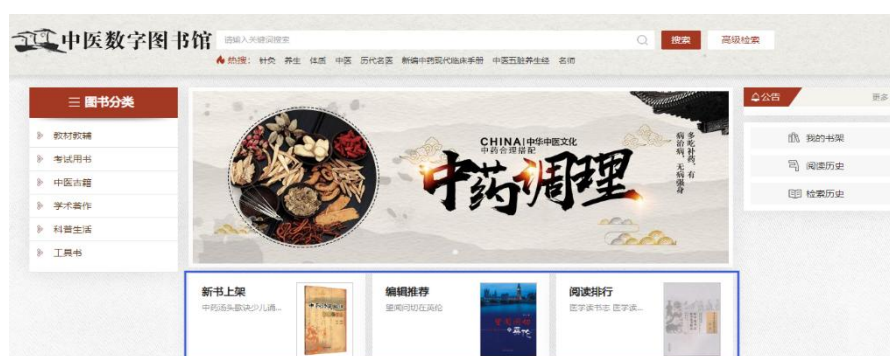 中医数字图书馆
请输入关键词搜索
搜索
高级检索
热搜: 针灸 养生 体质 中医 历代名医 新编中药现代临床手册 中医五脏养生经 名师
图书分类
教材教辅
考试用书
中医古籍
学术著作
科普生活
工具书
CHINA|中华中医文化
中药合理搭配
中药调理
多吃补药，有
病治病，无病强身
公告
更多
我的书架
阅读历史
检索历史
新书上架
中药汤头歌诀少儿诵...
编辑推荐
望闻问切在英伦
阅读排行
医学读书志 医学读...